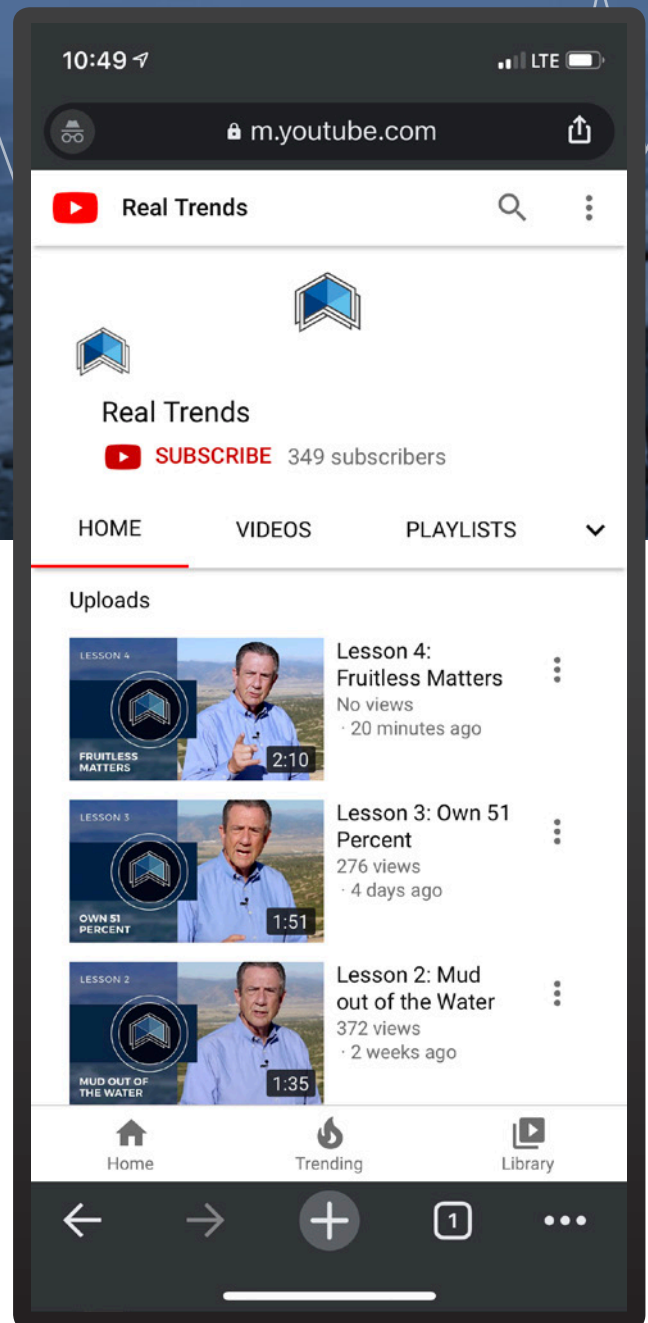 10:49
LTE
m.youtube.com
Real Trends
Real Trends
SUBSCRIBE 349 subscribers
HOME VIDEOS PLAYLISTS
Uploads
LESSON 4
FRUITLESS
MATTERS
2:10
Lesson 4:
Fruitless Matters
No views
· 20 minutes ago
LESSON 3
OWN 51
PERCENT
1:51
Lesson 3: Own 51
Percent
276 views
· 4 days ago
LESSON 2
MUD OUT OF
THE WATER
1:35
Lesson 2: Mud
out of the Water
372 views
· 2 weeks ago
Home Trending Library
1